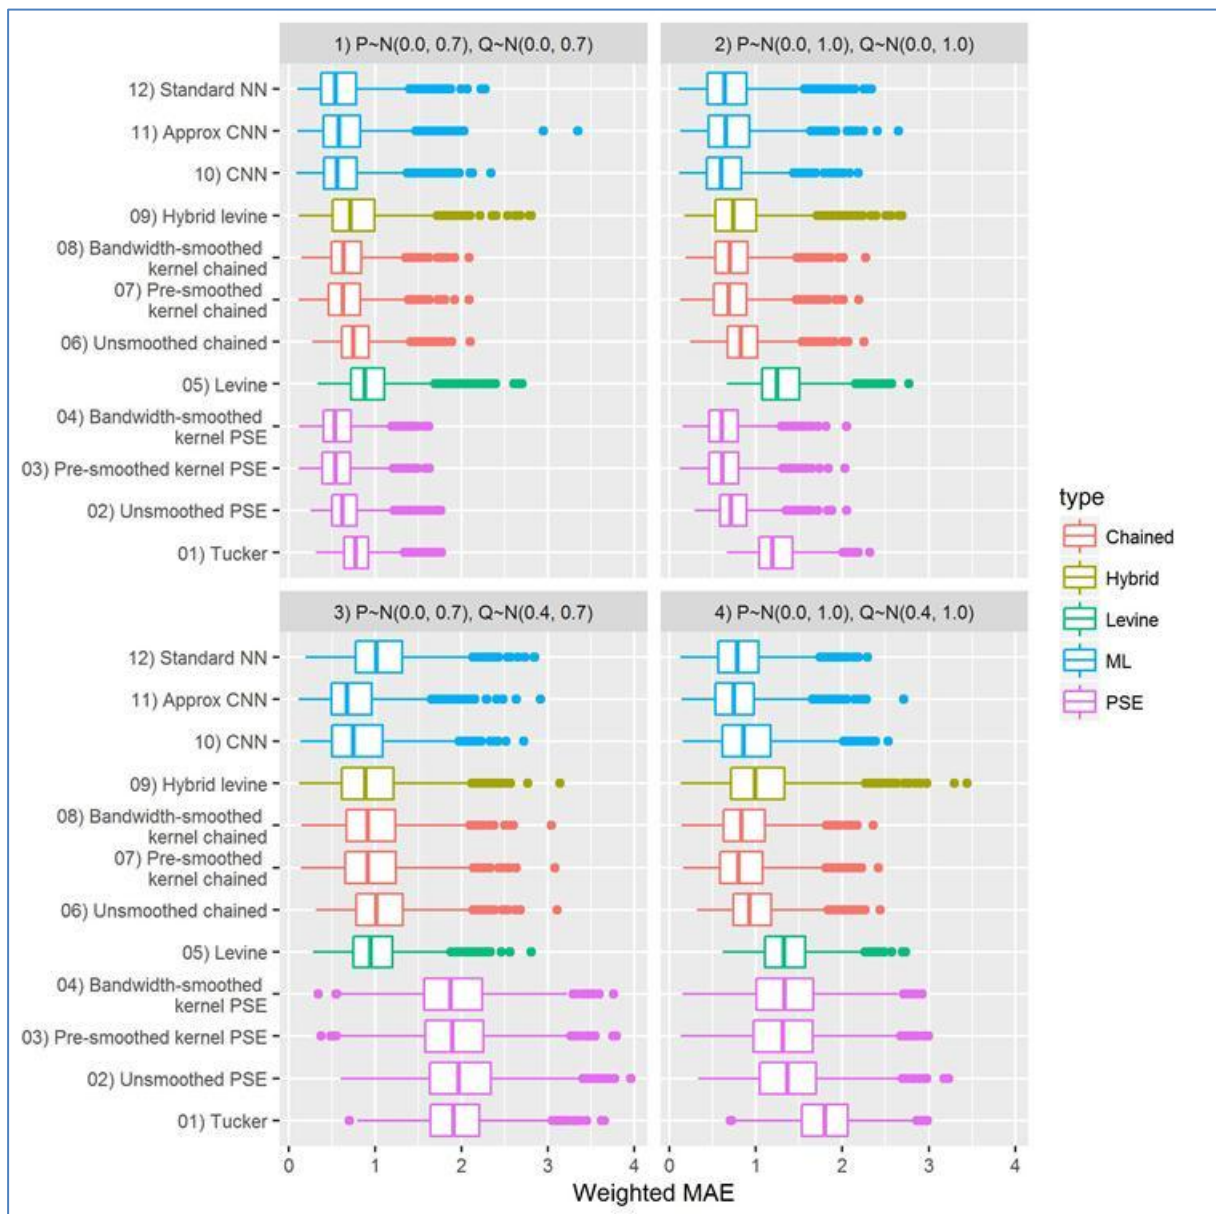 1) P~N(0.0, 0.7), Q~N(0.0, 0.7)
2) P~N(0.0, 1.0), Q~N(0.0, 1.0)
12) Standard NN
11) Approx CNN
10) CNN
09) Hybrid levine
08) Bandwidth-smoothed
kernel chained
07) Pre-smoothed
kernel chained
06) Unsmoothed chained
05) Levine
04) Bandwidth-smoothed
kernel PSE
03) Pre-smoothed kernel PSE
02) Unsmoothed PSE
01) Tucker
3) P~N(0.0, 0.7), Q~N(0.4, 0.7)
4) P~N(0.0, 1.0), Q~N(0.4, 1.0)
12) Standard NN
11) Approx CNN
10) CNN
09) Hybrid levine
08) Bandwidth-smoothed
kernel chained
07) Pre-smoothed
kernel chained
06) Unsmoothed chained
05) Levine
04) Bandwidth-smoothed
kernel PSE
03) Pre-smoothed kernel PSE
02) Unsmoothed PSE
01) Tucker
0 1 2 3 4
0 1 2 3 4
Weighted MAE
type
Chained
Hybrid
Levine
ML
PSE